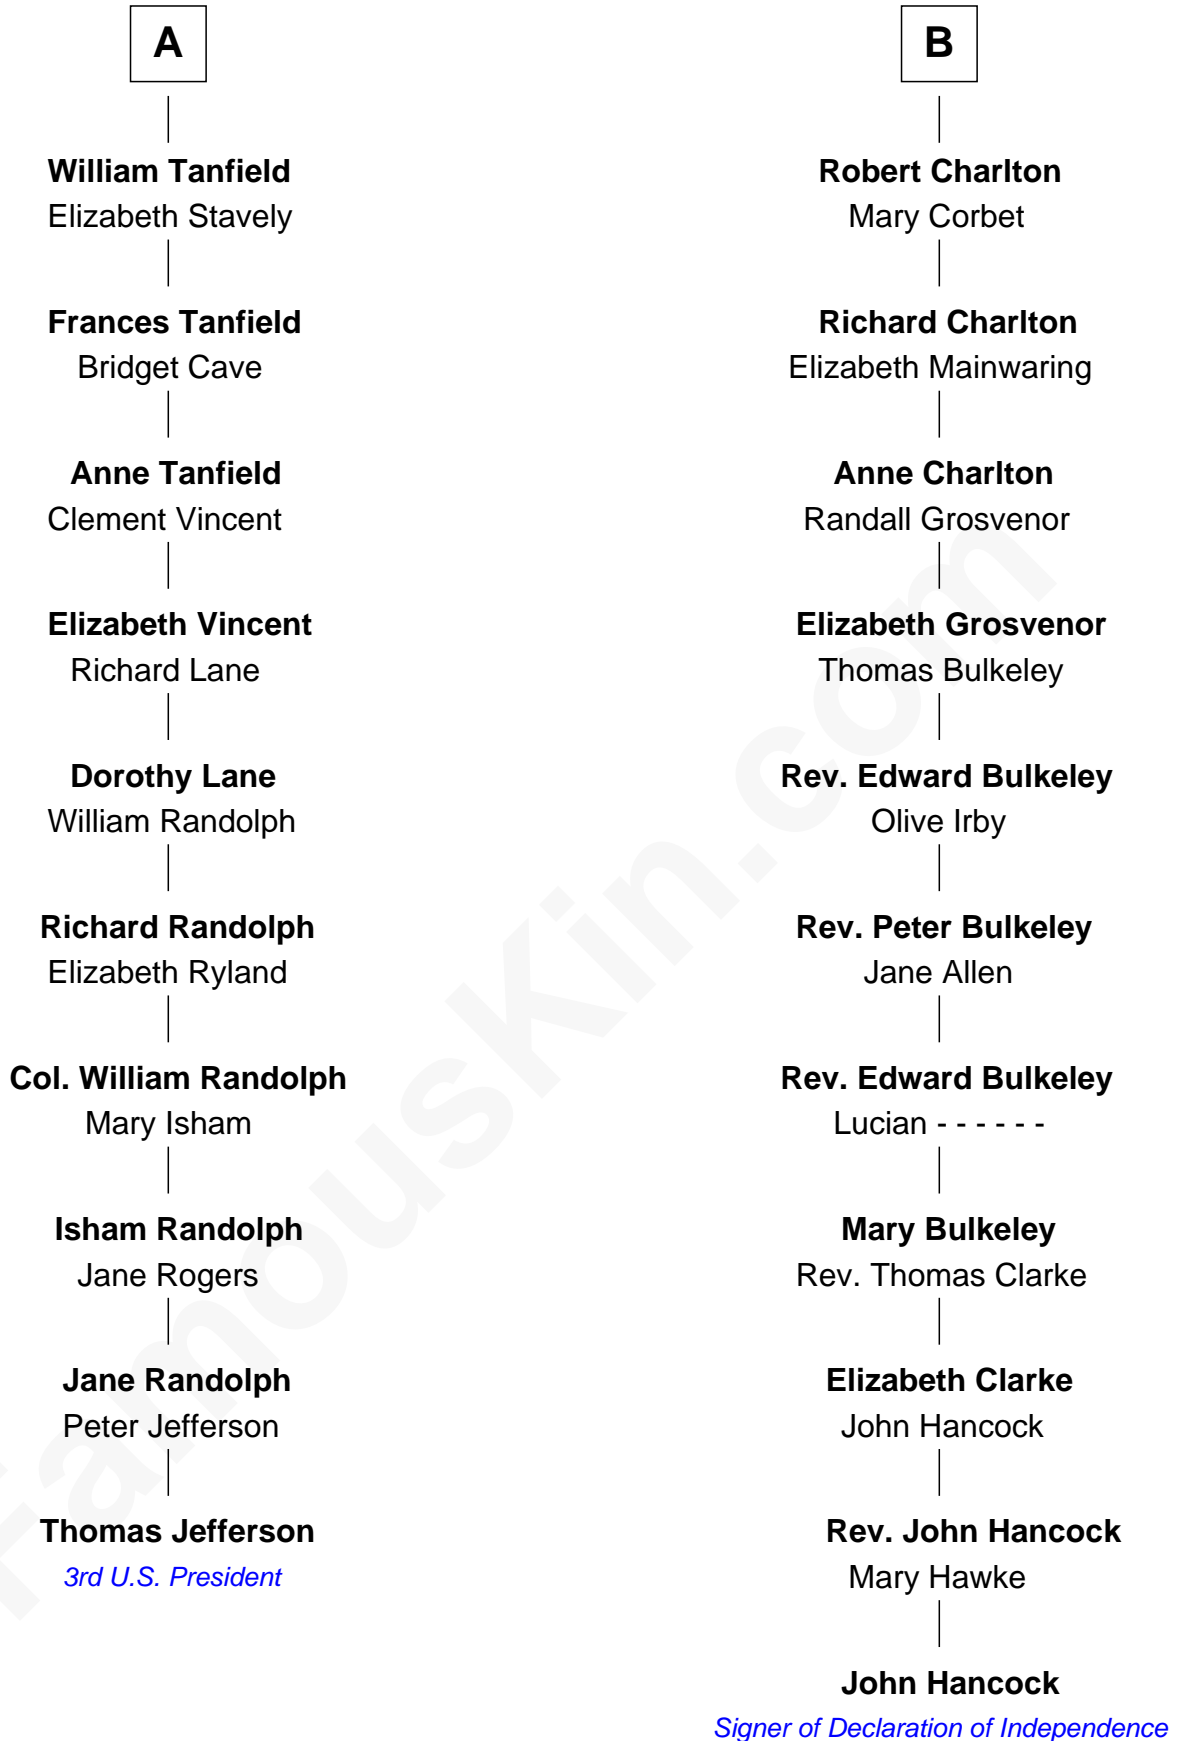 A
William Tanfield
Elizabeth Stavely
Frances Tanfield
Bridget Cave
Anne Tanfield
Clement Vincent
Elizabeth Vincent
Richard Lane
Dorothy Lane
William Randolph
Richard Randolph
Elizabeth Ryland
Col. William Randolph
Mary Isham
Isham Randolph
Jane Rogers
Jane Randolph
Peter Jefferson
Thomas Jefferson
3rd U.S. President
B
Robert Charlton
Mary Corbet
Richard Charlton
Elizabeth Mainwaring
Anne Charlton
Randall Grosvenor
Elizabeth Grosvenor
Thomas Bulkeley
Rev. Edward Bulkeley
Olive Irby
Rev. Peter Bulkeley
Jane Allen
Rev. Edward Bulkeley
Lucian - - - - - -
Mary Bulkeley
Rev. Thomas Clarke
Elizabeth Clarke
John Hancock
Rev. John Hancock
Mary Hawke
John Hancock
Signer of Declaration of Independence
FamousKin.com